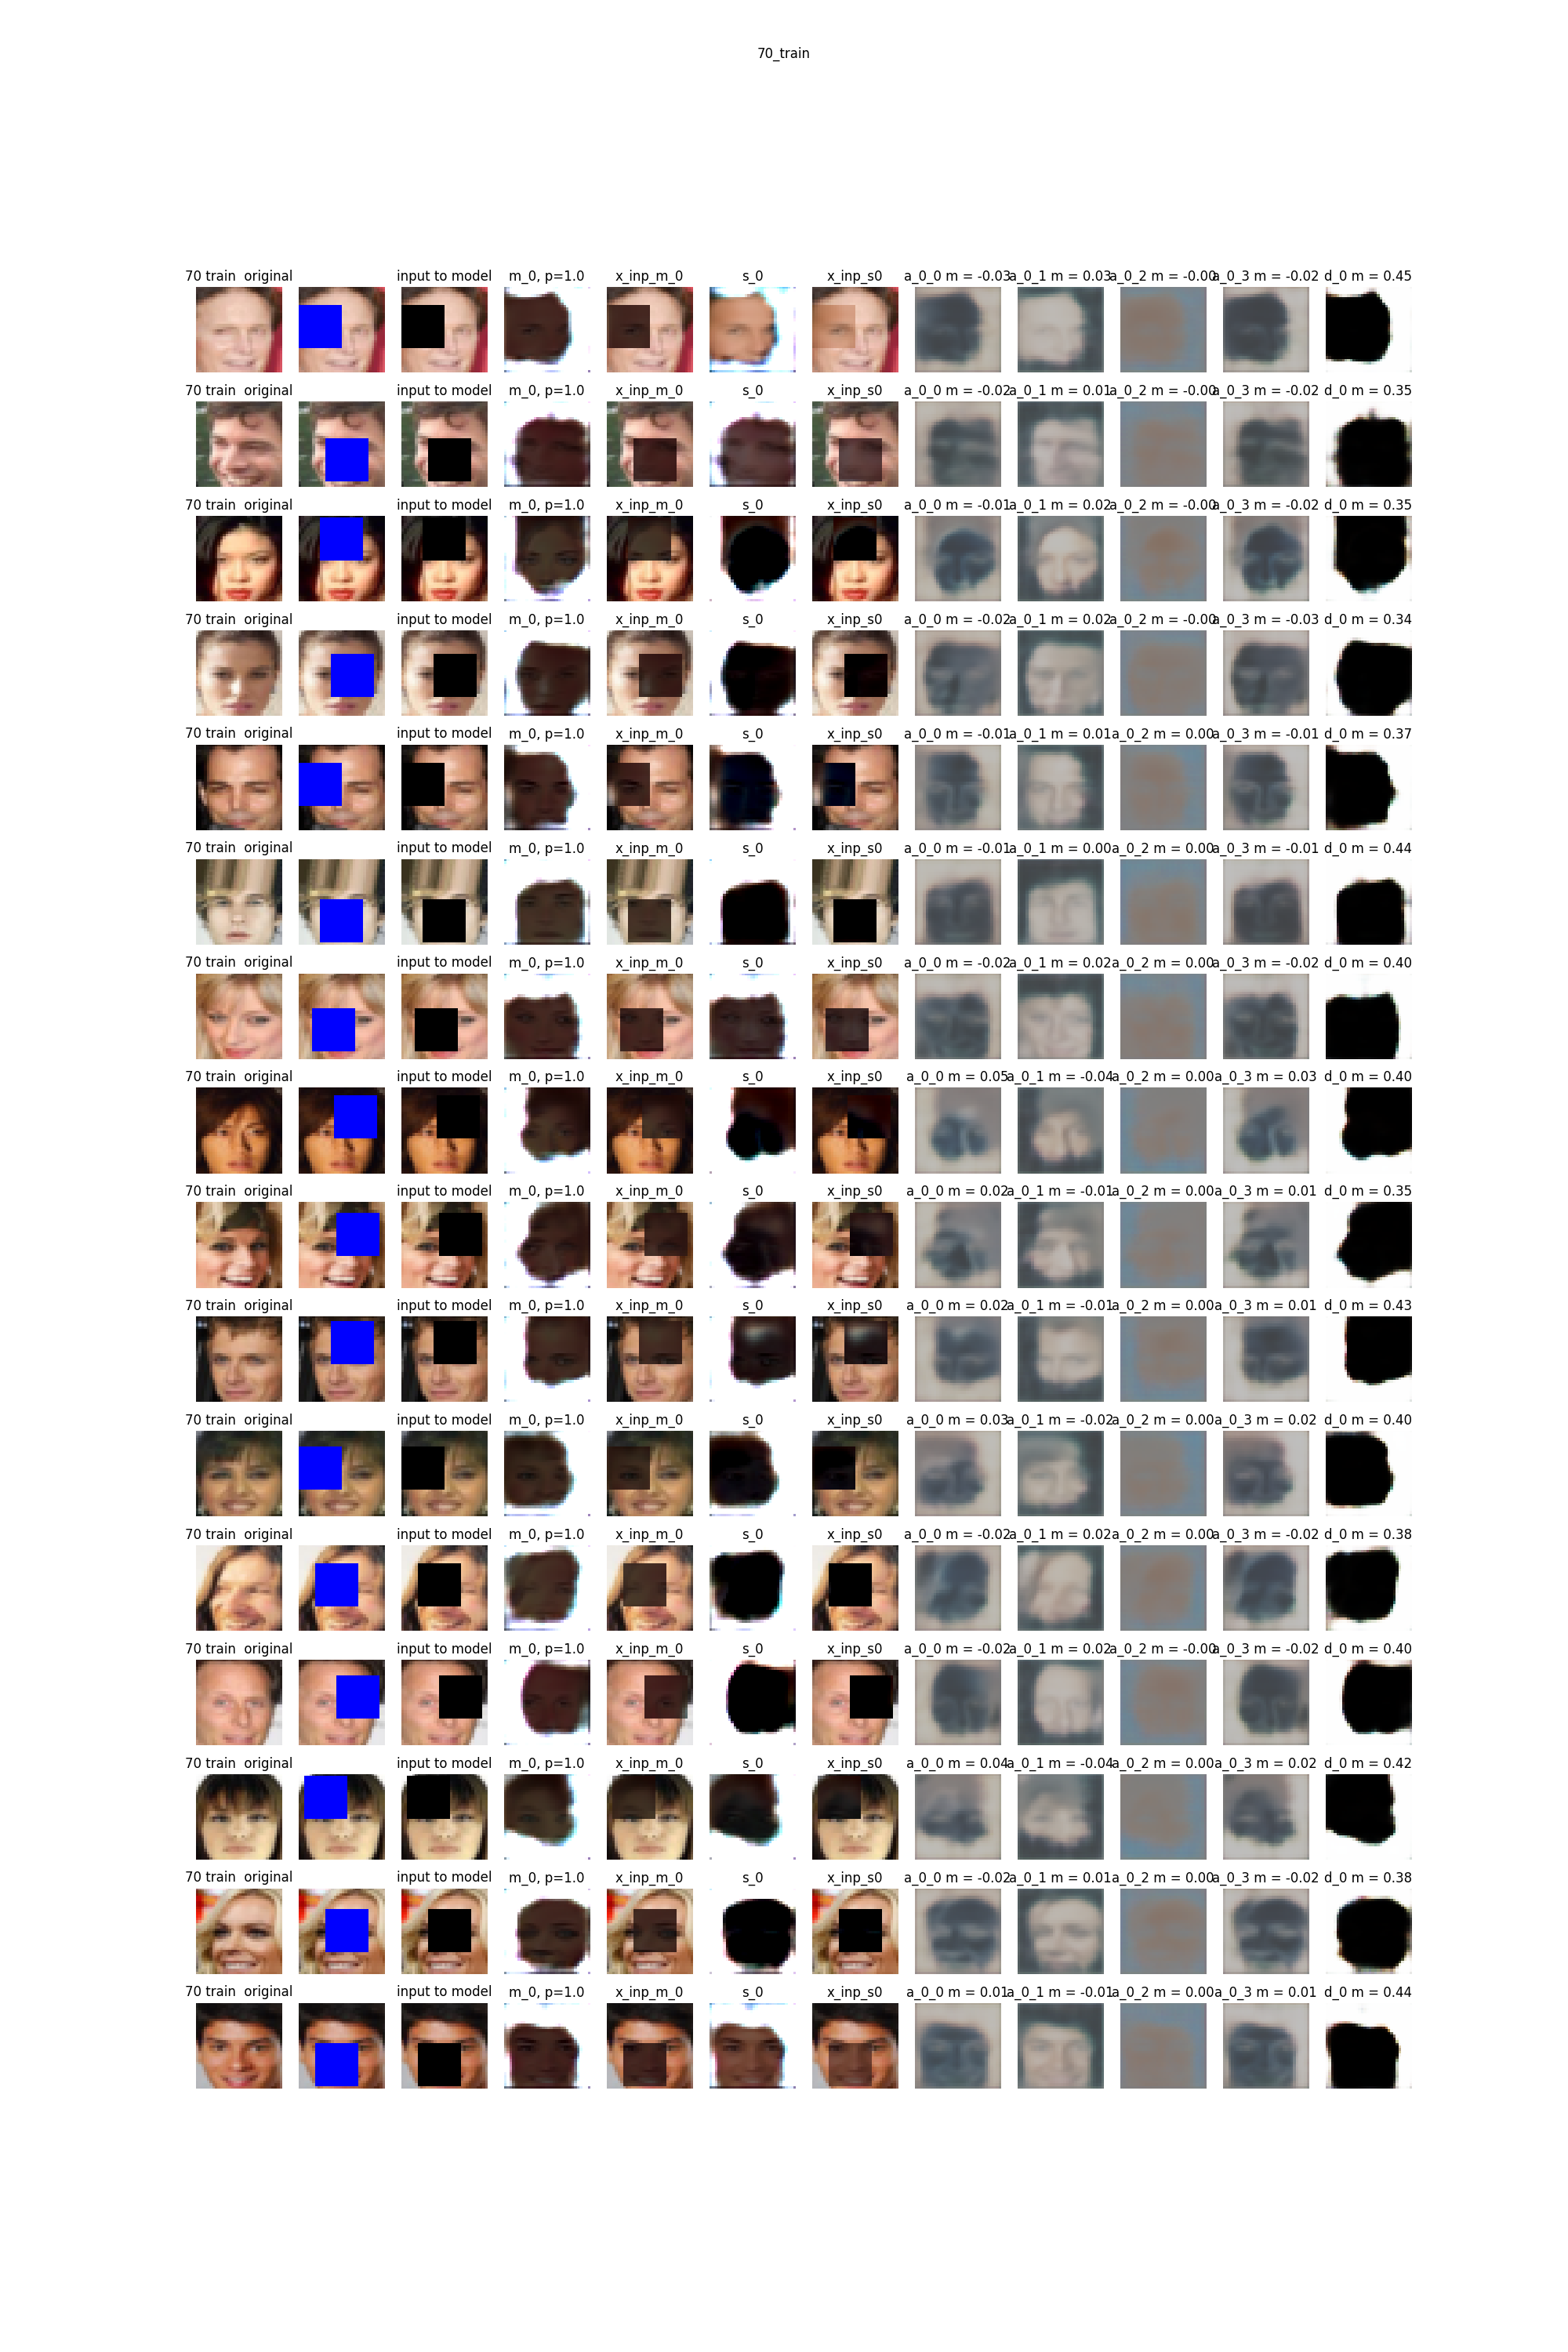 70_train
70 train original input to model m_0, p=1.0 x_inp_m_0 s_0 x_inp_s0 a_0_0 m = -0.03 a_0_1 m = 0.03 a_0_2 m = -0.00 a_0_3 m = -0.02 d_0 m = 0.45
70 train original input to model m_0, p=1.0 x_inp_m_0 s_0 x_inp_s0 a_0_0 m = -0.02 a_0_1 m = 0.01 a_0_2 m = -0.00 a_0_3 m = -0.02 d_0 m = 0.35
70 train original input to model m_0, p=1.0 x_inp_m_0 s_0 x_inp_s0 a_0_0 m = -0.01 a_0_1 m = 0.02 a_0_2 m = -0.00 a_0_3 m = -0.02 d_0 m = 0.35
70 train original input to model m_0, p=1.0 x_inp_m_0 s_0 x_inp_s0 a_0_0 m = -0.02 a_0_1 m = 0.02 a_0_2 m = -0.00 a_0_3 m = -0.03 d_0 m = 0.34
70 train original input to model m_0, p=1.0 x_inp_m_0 s_0 x_inp_s0 a_0_0 m = -0.01 a_0_1 m = 0.01 a_0_2 m = 0.00 a_0_3 m = -0.01 d_0 m = 0.37
70 train original input to model m_0, p=1.0 x_inp_m_0 s_0 x_inp_s0 a_0_0 m = -0.01 a_0_1 m = 0.00 a_0_2 m = 0.00 a_0_3 m = -0.01 d_0 m = 0.44
70 train original input to model m_0, p=1.0 x_inp_m_0 s_0 x_inp_s0 a_0_0 m = -0.02 a_0_1 m = 0.02 a_0_2 m = 0.00 a_0_3 m = -0.02 d_0 m = 0.40
70 train original input to model m_0, p=1.0 x_inp_m_0 s_0 x_inp_s0 a_0_0 m = 0.05 a_0_1 m = -0.04 a_0_2 m = 0.00 a_0_3 m = 0.03 d_0 m = 0.40
70 train original input to model m_0, p=1.0 x_inp_m_0 s_0 x_inp_s0 a_0_0 m = 0.02 a_0_1 m = -0.01 a_0_2 m = 0.00 a_0_3 m = 0.01 d_0 m = 0.35
70 train original input to model m_0, p=1.0 x_inp_m_0 s_0 x_inp_s0 a_0_0 m = 0.02 a_0_1 m = -0.01 a_0_2 m = 0.00 a_0_3 m = 0.01 d_0 m = 0.43
70 train original input to model m_0, p=1.0 x_inp_m_0 s_0 x_inp_s0 a_0_0 m = 0.03 a_0_1 m = -0.02 a_0_2 m = 0.00 a_0_3 m = 0.02 d_0 m = 0.40
70 train original input to model m_0, p=1.0 x_inp_m_0 s_0 x_inp_s0 a_0_0 m = -0.02 a_0_1 m = 0.02 a_0_2 m = 0.00 a_0_3 m = -0.02 d_0 m = 0.38
70 train original input to model m_0, p=1.0 x_inp_m_0 s_0 x_inp_s0 a_0_0 m = -0.02 a_0_1 m = 0.02 a_0_2 m = -0.00 a_0_3 m = -0.02 d_0 m = 0.40
70 train original input to model m_0, p=1.0 x_inp_m_0 s_0 x_inp_s0 a_0_0 m = 0.04 a_0_1 m = -0.04 a_0_2 m = 0.00 a_0_3 m = 0.02 d_0 m = 0.42
70 train original input to model m_0, p=1.0 x_inp_m_0 s_0 x_inp_s0 a_0_0 m = -0.02 a_0_1 m = 0.01 a_0_2 m = 0.00 a_0_3 m = -0.02 d_0 m = 0.38
70 train original input to model m_0, p=1.0 x_inp_m_0 s_0 x_inp_s0 a_0_0 m = 0.01 a_0_1 m = -0.01 a_0_2 m = 0.00 a_0_3 m = 0.01 d_0 m = 0.44